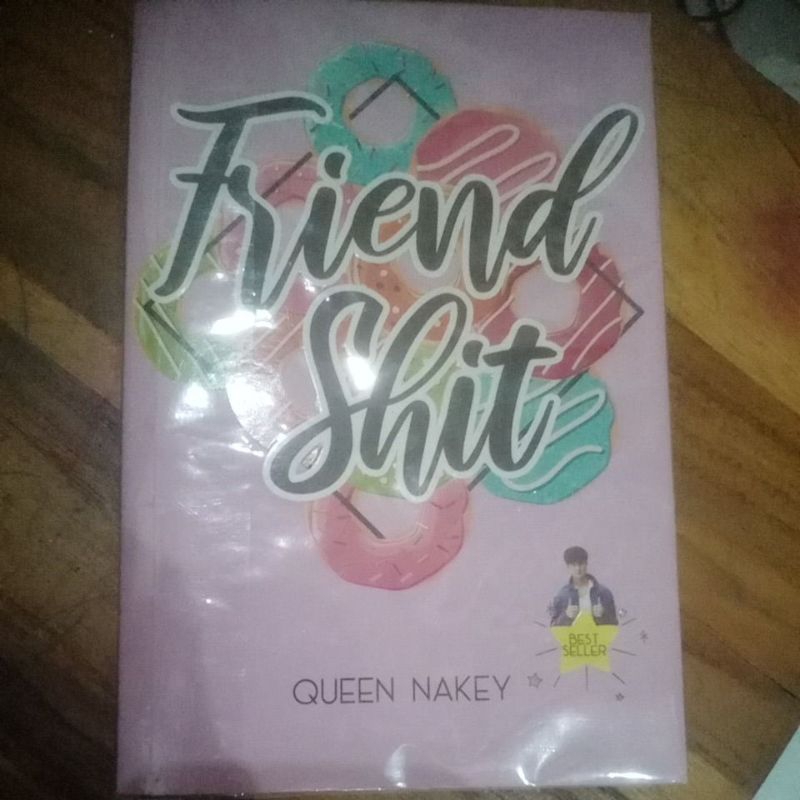 Friend
Shit
BEST
SELLER
QUEEN NAKEY